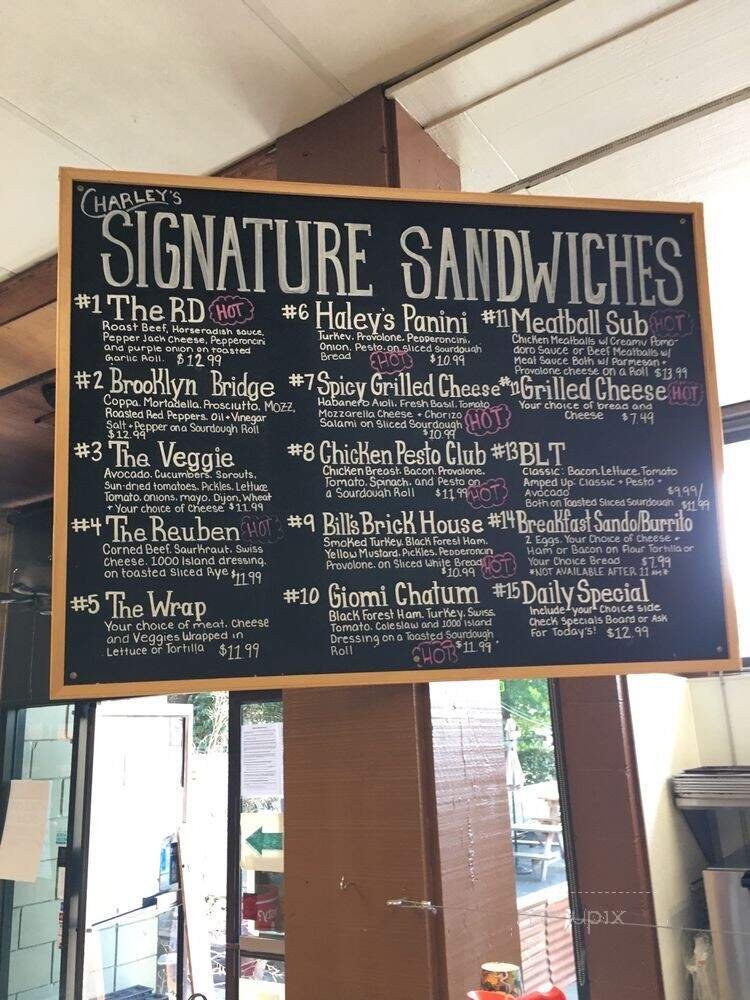 CHARLEY'S
SIGNATURE SANDWICHES
#1 The RD HOT
Roast Beef, Horseradish sauce,
Pepper Jack Cheese, Pepperoncini
and purple onion on toasted
Garlic Roll. $12.99
#2 Brooklyn Bridge
Coppa, Mortadella, Prosciutto, Mozz,
Roasted Red Peppers, Oil + Vinegar
Salt + Pepper on a Sourdough Roll
$12.99
#3 The Veggie
Avocado, Cucumbers, Sprouts,
Sun-dried tomatoes, Pickles, Lettuce
Tomato, onions, mayo, Dijon, Wheat
+ Your choice of Cheese $11.99
#4 The Reuben HOT
Corned Beef, Saurkraut, Swiss
Cheese, 1000 Island dressing,
on toasted Sliced Rye $11.99
#5 The Wrap
Your choice of meat, Cheese
and Veggies Wrapped in
Lettuce or Tortilla $11.99
#6 Haley's Panini
Turkey, Provolone, Pepperoncini,
Onion, Pesto, on Sliced Sourdough
Bread HOT $10.99
#7 Spicy Grilled Cheese
Habanero Aioli, Fresh Basil, Tomato
Mozzarella Cheese + Chorizo
Salami on Sliced Sourdough HOT
$10.99
#8 Chicken Pesto Club
Chicken Breast, Bacon, Provolone,
Tomato, Spinach, and Pesto on
a Sourdough Roll $11.99 HOT
#9 Bill's Brick House
Smoked Turkey, Black Forest Ham,
Yellow Mustard, Pickles, Pepperoncini
Provolone, on Sliced White Bread HOT
$10.99
#10 Giomi Chatum
Black Forest Ham, Turkey, Swiss,
Tomato, Coleslaw and 1000 Island
Dressing on a Toasted Sourdough
Roll HOT $11.99
#11 Meatball Sub HOT
Chicken Meatballs w/ Creamy Pomo-
doro Sauce or Beef Meatballs w/
Meat Sauce Both w/ Parmesan +
Provolone cheese on a Roll $13.99
Grilled Cheese HOT
Your choice of bread and
Cheese $7.49
#13 BLT
Classic: Bacon, Lettuce, Tomato
Amped Up: Classic + Pesto +
Avocado $9.99/
Both on Toasted Sliced Sourdough $11.99
#14 Breakfast Sando/Burrito
2 Eggs, Your Choice of Cheese +
Ham or Bacon on Flour Tortilla or
Your Choice Bread $7.99
*NOT AVAILABLE AFTER 11am*
#15 Daily Special
Include your choice side
Check Specials Board or Ask
For Today's! $12.99